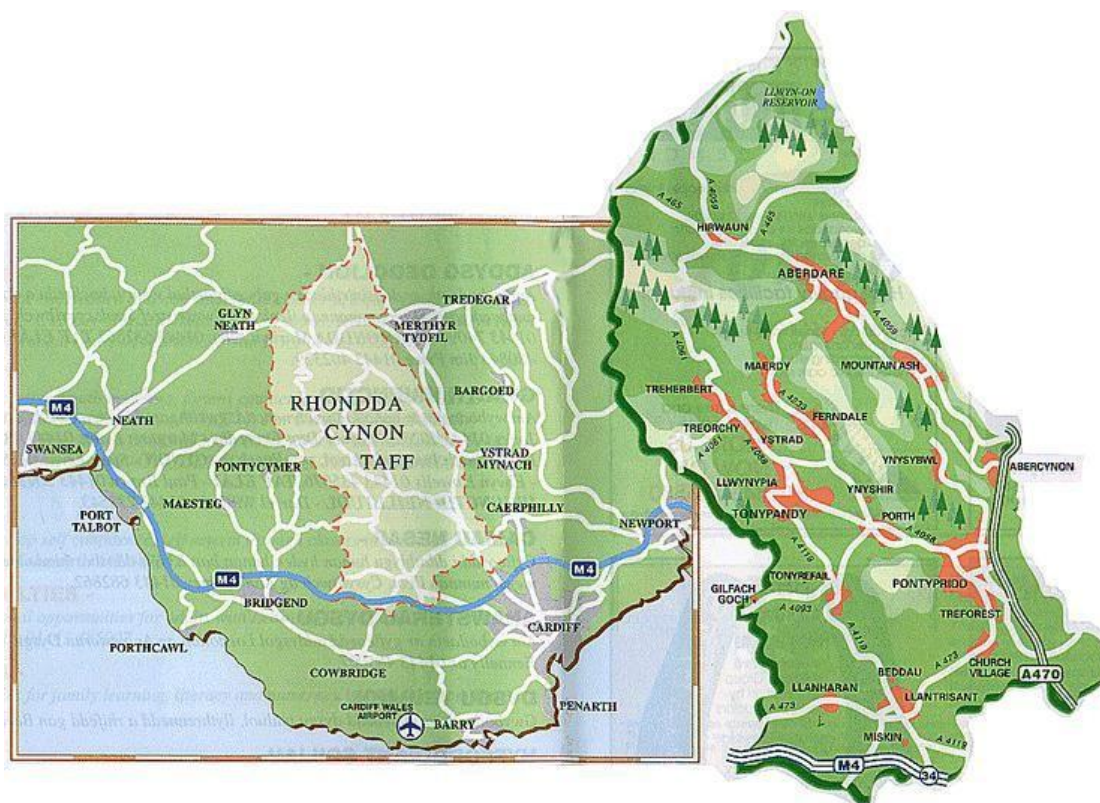 GLYN
NEATH
TREDEGAR
MERTHYR
TYDFIL
BARGOED
RHONDDA
CYNON
TAFF
M4
NEATH
SWANSEA
PONTYCYMER
YSTRAD
MYNACH
MAESTEG
PORT
TALBOT
CAERPHILLY
NEWPORT
M4
M4
BRIDGEND
CARDIFF
PORTHCAWL
COWBRIDGE
PENARTH
CARDIFF WALES
AIRPORT
BARRY
LLWYN-ON
RESERVOIR
A 4059
A 465
A 465
HIRWAUN
ABERDARE
A 4059
A 4061
MAERDY
MOUNTAIN ASH
TREHERBERT
A 4233
FERNDALE
TREORCHY
YSTRAD
A 4061
A 4058
YNYSYBWL
ABERCYNON
LLWYNYPIA
YNYSHIR
TONYPANDY
PORTH
A 4058
A 4119
TONYREFAIL
PONTYPRIDD
GILFACH
GOCH
A 4093
TREFOREST
A 4119
BEDDAU
A 473
CHURCH
VILLAGE
A470
LLANHARAN
LLANTRISANT
A 473
MISKIN
A 4119
M4
34